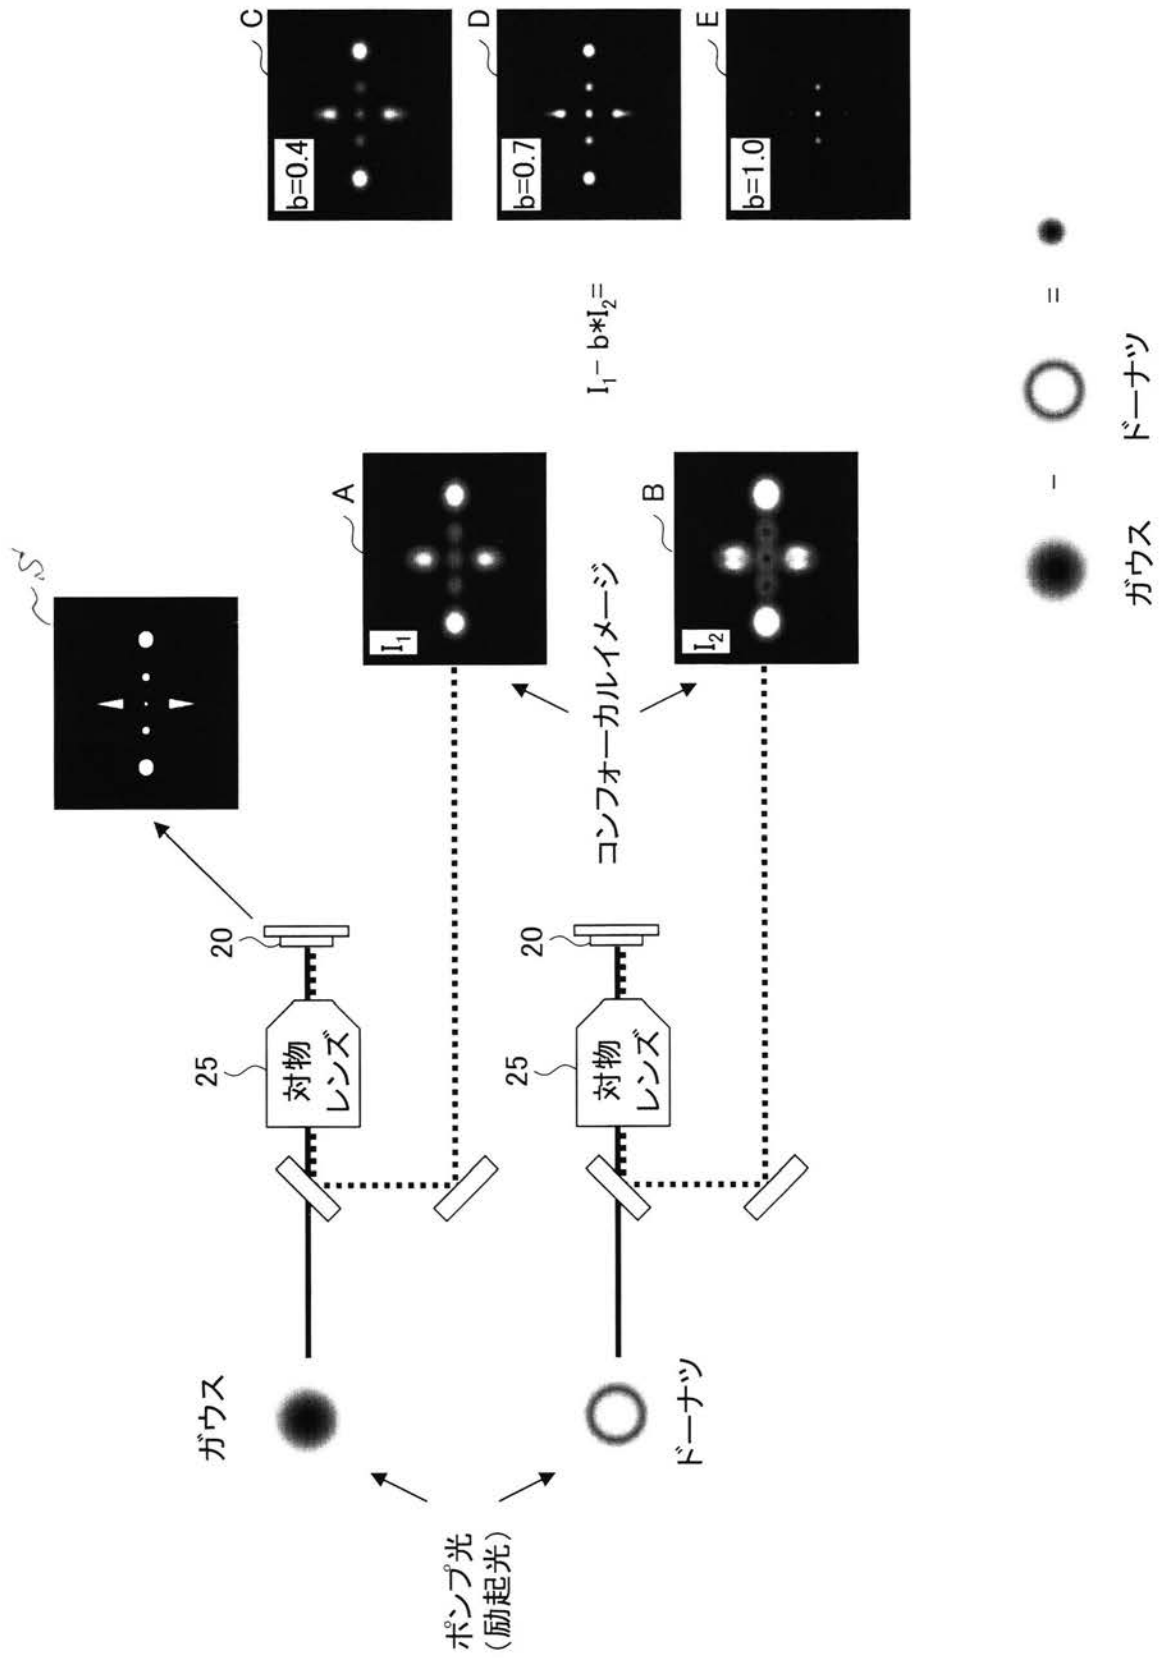 ポンプ光
(励起光)
ガウス
ドーナツ
25
対物
レンズ
20
25
対物
レンズ
20
S
コンフォーカルイメージ
A
I₁
B
I₂
I₁− b*I₂=
C
b=0.4
D
b=0.7
E
b=1.0
ガウス
−
ドーナツ
=